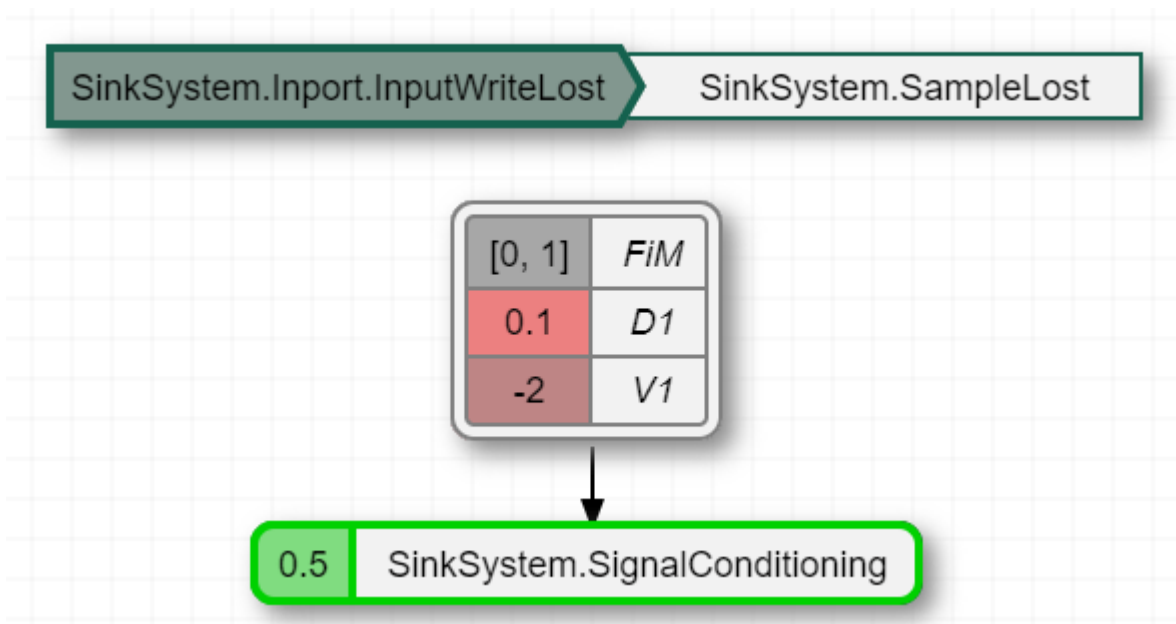 SinkSystem.Inport.InputWriteLost SinkSystem.SampleLost
[0, 1] FiM
0.1 D1
-2 V1
0.5 SinkSystem.SignalConditioning